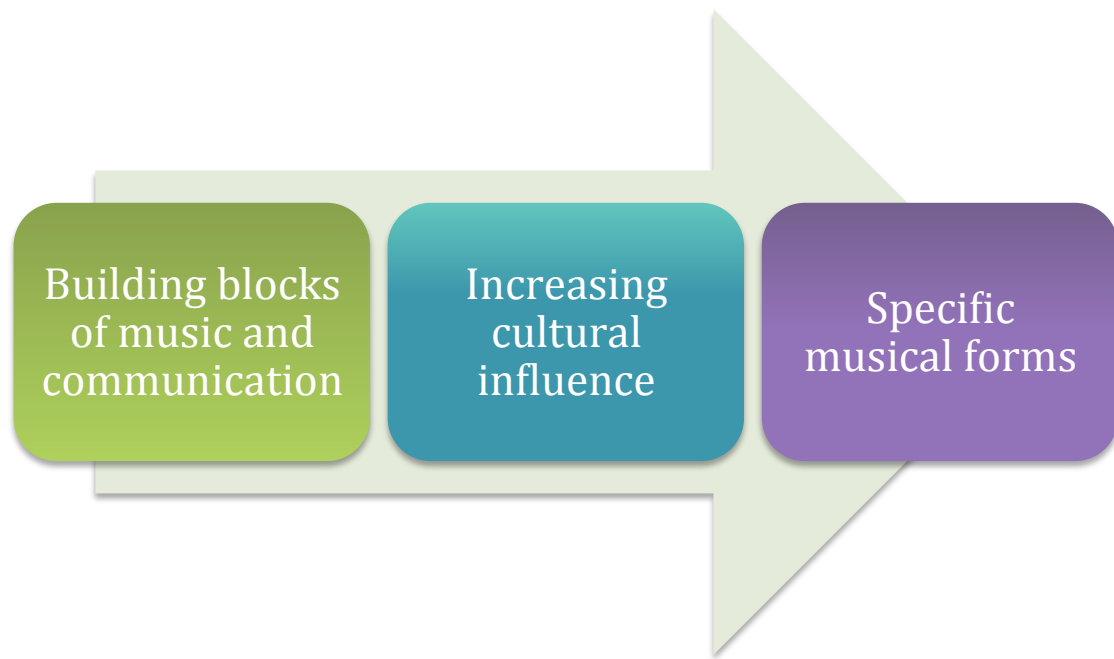 Building blocks
of music and
communication
Increasing
cultural
influence
Specific
musical forms